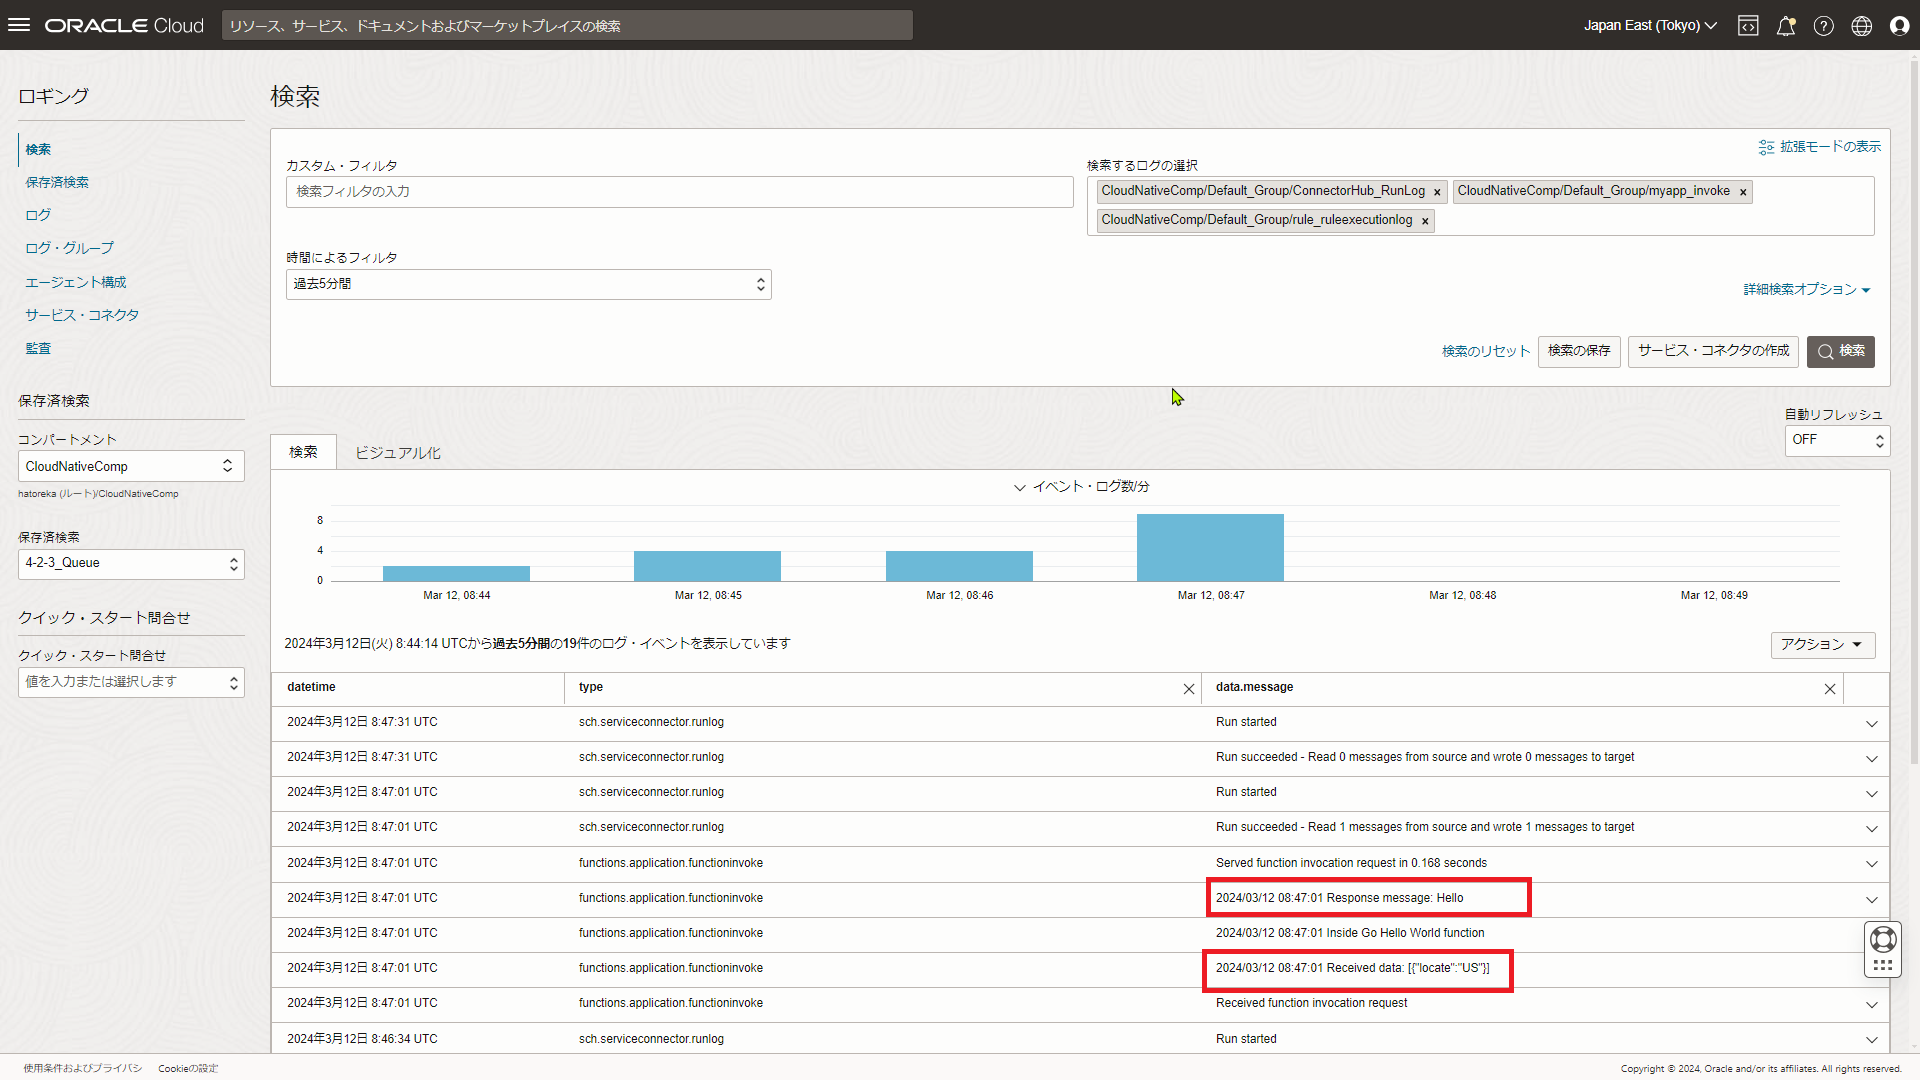 ORACLE Cloud
リソース、サービス、ドキュメントおよびマーケットプレイスの検索
Japan East (Tokyo)
ロギング
検索
保存済検索
ログ
ログ・グループ
エージェント構成
サービス・コネクタ
監査
保存済検索
コンパートメント
CloudNativeComp
hatoreka (ルート)/CloudNativeComp
保存済検索
4-2-3_Queue
クイック・スタート問合せ
クイック・スタート問合せ
値を入力または選択します
検索
拡張モードの表示
カスタム・フィルタ
検索フィルタの入力
検索するログの選択
CloudNativeComp/Default_Group/ConnectorHub_RunLog × CloudNativeComp/Default_Group/myapp_invoke ×
CloudNativeComp/Default_Group/rule_ruleexecutionlog ×
時間によるフィルタ
過去5分間
詳細検索オプション
検索のリセット 検索の保存 サービス・コネクタの作成 検索
自動リフレッシュ
OFF
検索 ビジュアル化
イベント・ログ数/分
8
4
0
Mar 12, 08:44 Mar 12, 08:45 Mar 12, 08:46 Mar 12, 08:47 Mar 12, 08:48 Mar 12, 08:49
2024年3月12日(火) 8:44:14 UTCから過去5分間の19件のログ・イベントを表示しています
アクション
datetime type data.message
2024年3月12日 8:47:31 UTC sch.serviceconnector.runlog Run started
2024年3月12日 8:47:31 UTC sch.serviceconnector.runlog Run succeeded - Read 0 messages from source and wrote 0 messages to target
2024年3月12日 8:47:01 UTC sch.serviceconnector.runlog Run started
2024年3月12日 8:47:01 UTC sch.serviceconnector.runlog Run succeeded - Read 1 messages from source and wrote 1 messages to target
2024年3月12日 8:47:01 UTC functions.application.functioninvoke Served function invocation request in 0.168 seconds
2024年3月12日 8:47:01 UTC functions.application.functioninvoke 2024/03/12 08:47:01 Response message: Hello
2024年3月12日 8:47:01 UTC functions.application.functioninvoke 2024/03/12 08:47:01 Inside Go Hello World function
2024年3月12日 8:47:01 UTC functions.application.functioninvoke 2024/03/12 08:47:01 Received data: [{"locate":"US"}]
2024年3月12日 8:47:01 UTC functions.application.functioninvoke Received function invocation request
2024年3月12日 8:46:34 UTC sch.serviceconnector.runlog Run started
使用条件およびプライバシ Cookieの設定
Copyright © 2024, Oracle and/or its affiliates. All rights reserved.